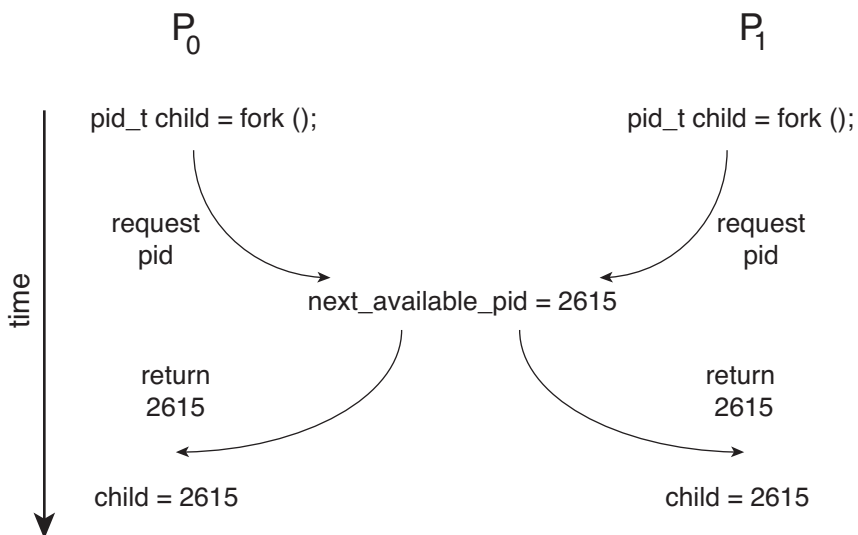 P0
P1
pid_t child = fork ();
pid_t child = fork ();
request
pid
request
pid
time
next_available_pid = 2615
return
2615
return
2615
child = 2615
child = 2615